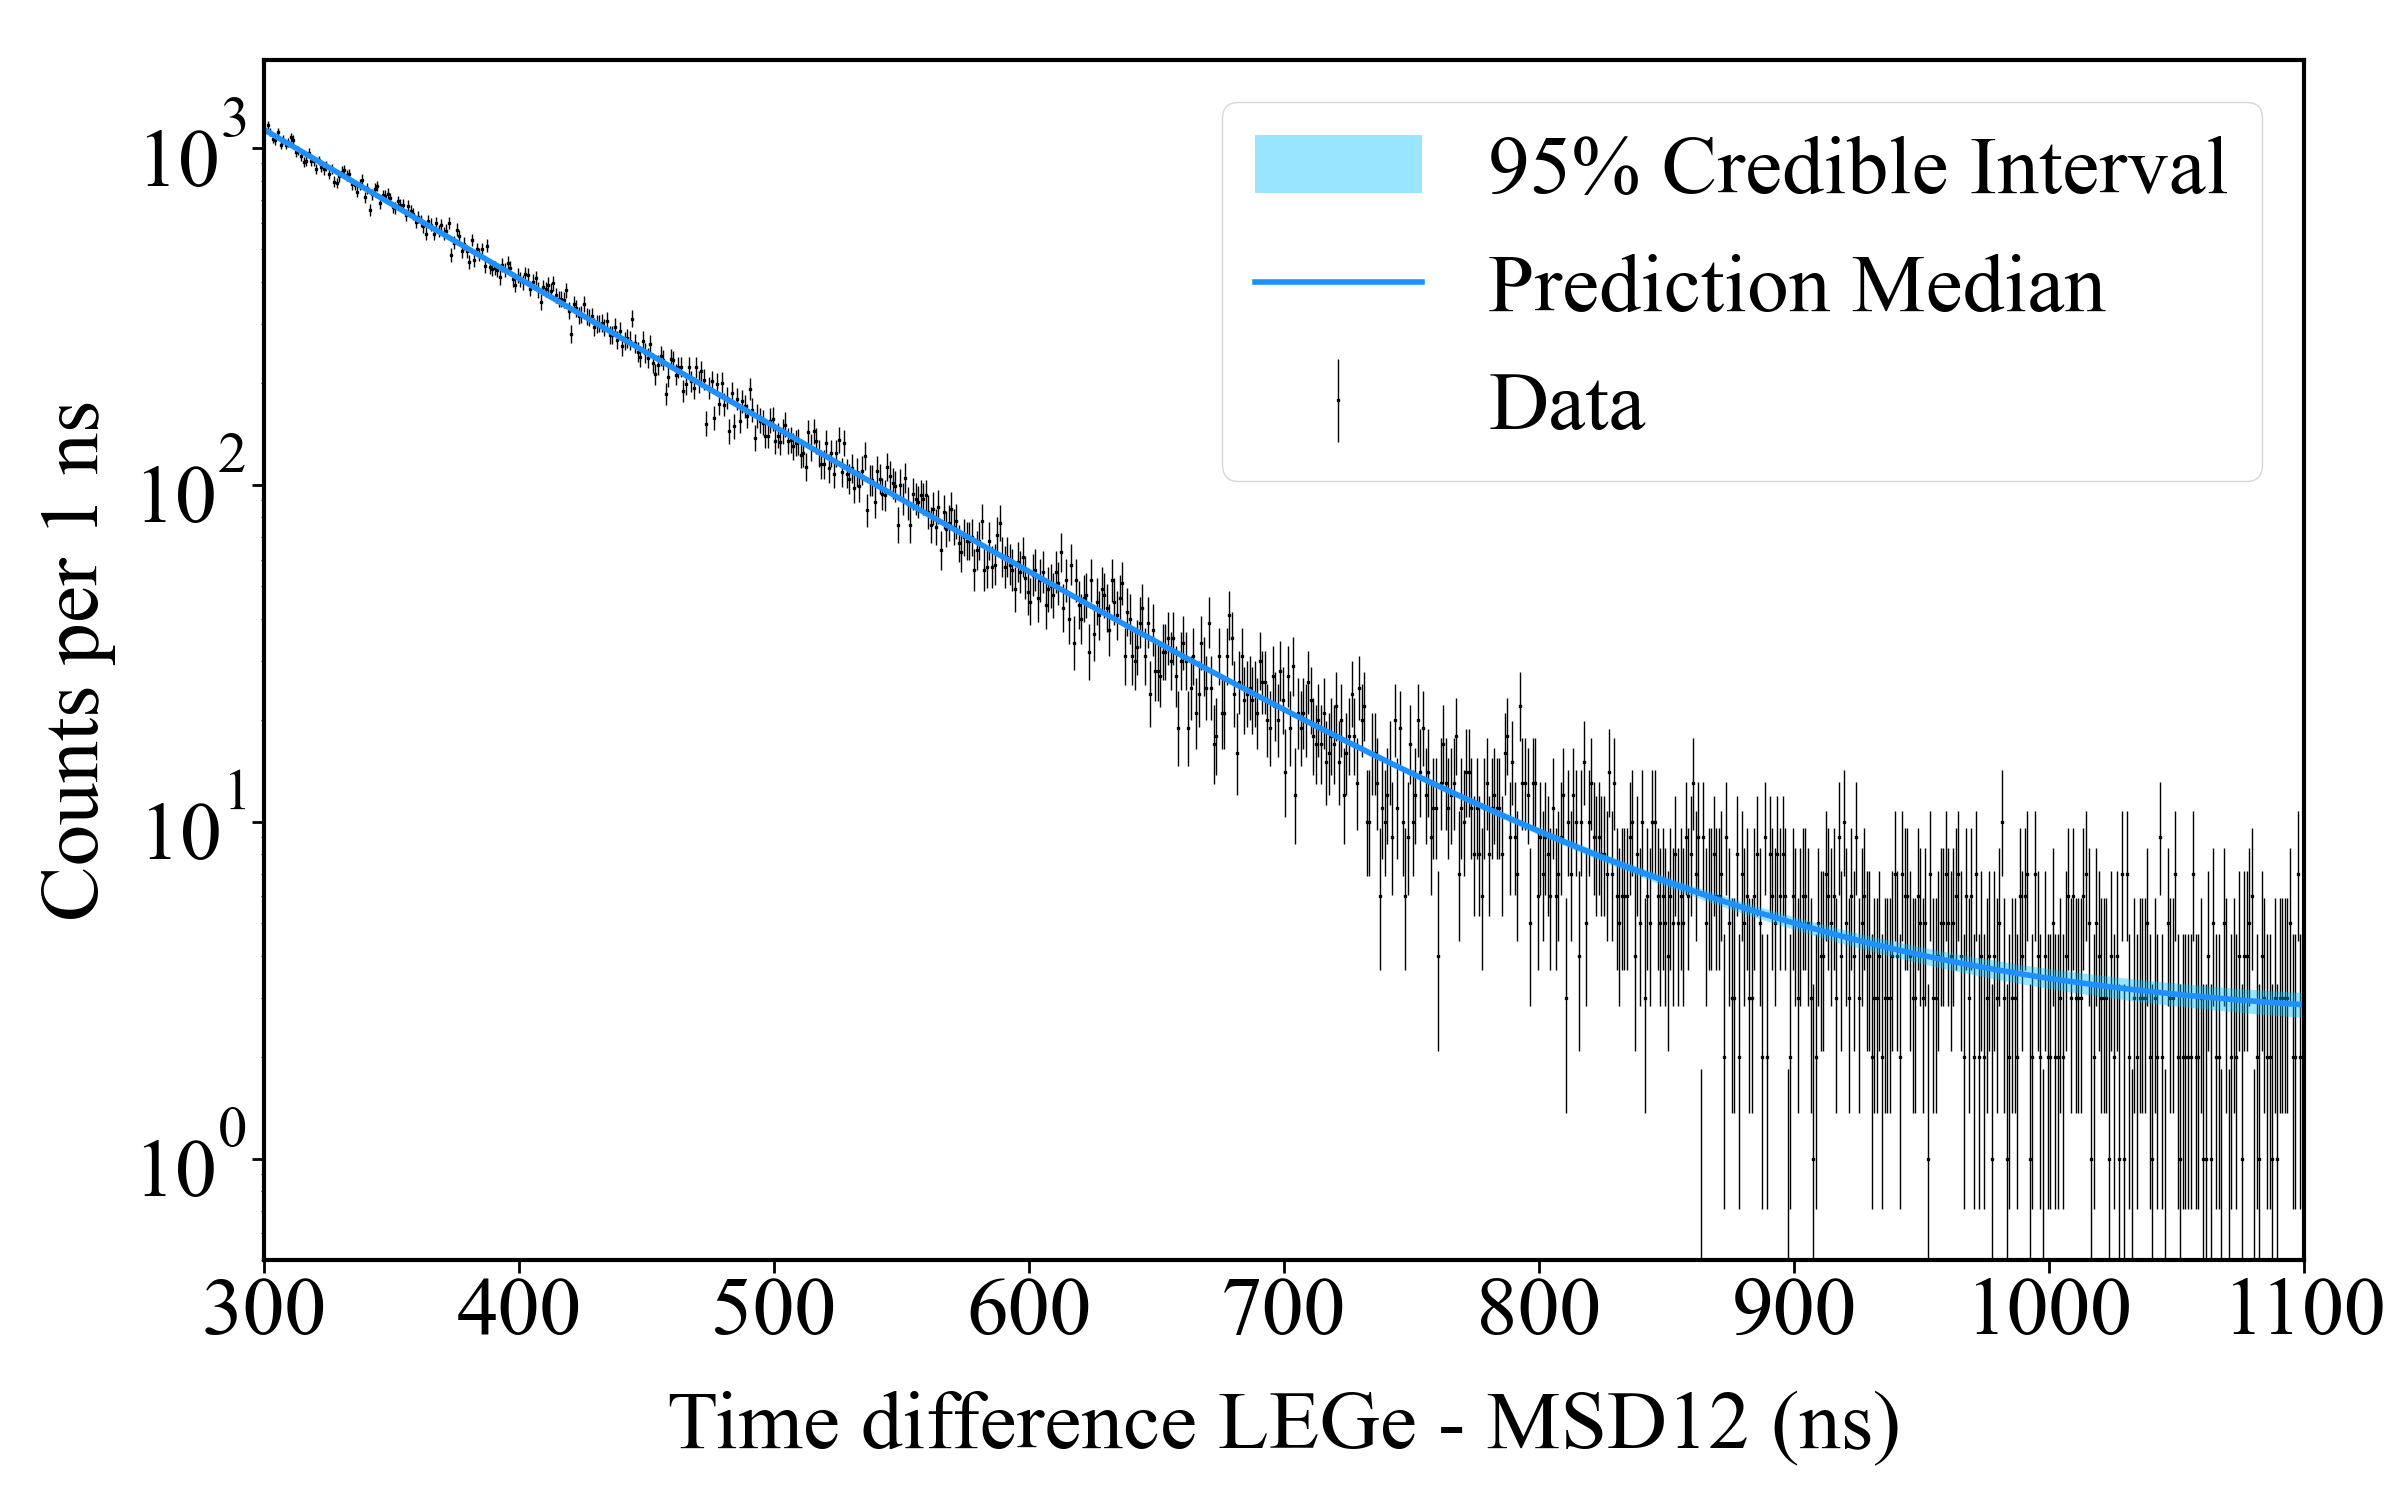 95% Credible Interval
Prediction Median
Data
Counts per 1 ns
10^3
10^2
10^1
10^0
300 400 500 600 700 800 900 1000 1100
Time difference LEGe - MSD12 (ns)